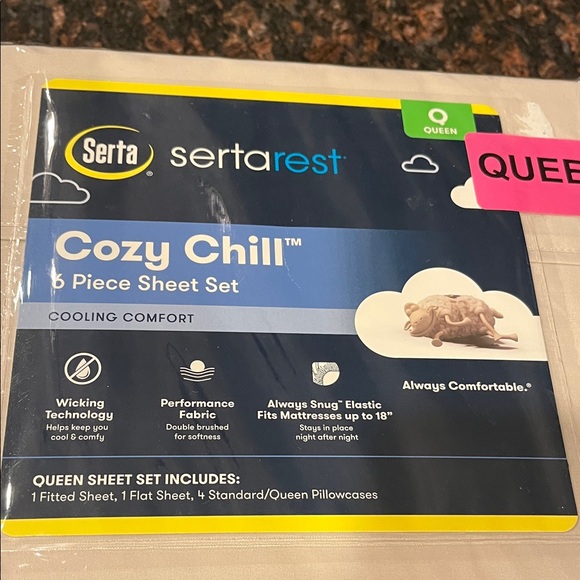 Q
QUEEN
Serta®
sertarest
QUEE
Cozy Chill™
6 Piece Sheet Set
COOLING COMFORT
Always Comfortable.®
Wicking
Technology
Helps keep you
cool & comfy
Performance
Fabric
Double brushed
for softness
Always Snug™ Elastic
Fits Mattresses up to 18”
Stays in place
night after night
QUEEN SHEET SET INCLUDES:
1 Fitted Sheet, 1 Flat Sheet, 4 Standard/Queen Pillowcases